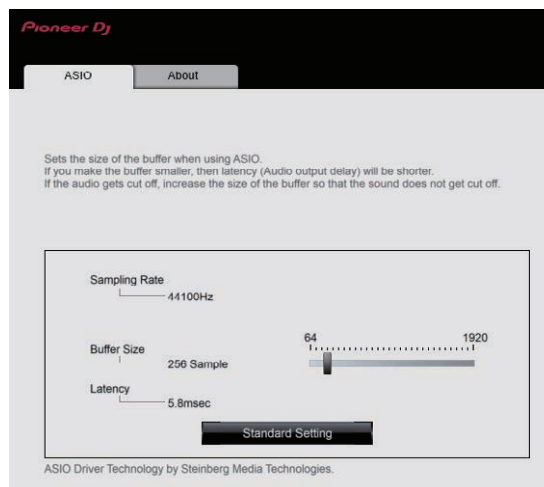 Pioneer Dj
ASIO
About
Sets the size of the buffer when using ASIO.
If you make the buffer smaller, then latency (Audio output delay) will be shorter.
If the audio gets cut off, increase the size of the buffer so that the sound does not get cut off.
Sampling Rate
44100Hz
64 1920
Buffer Size
256 Sample
Latency
5.8msec
Standard Setting
ASIO Driver Technology by Steinberg Media Technologies.